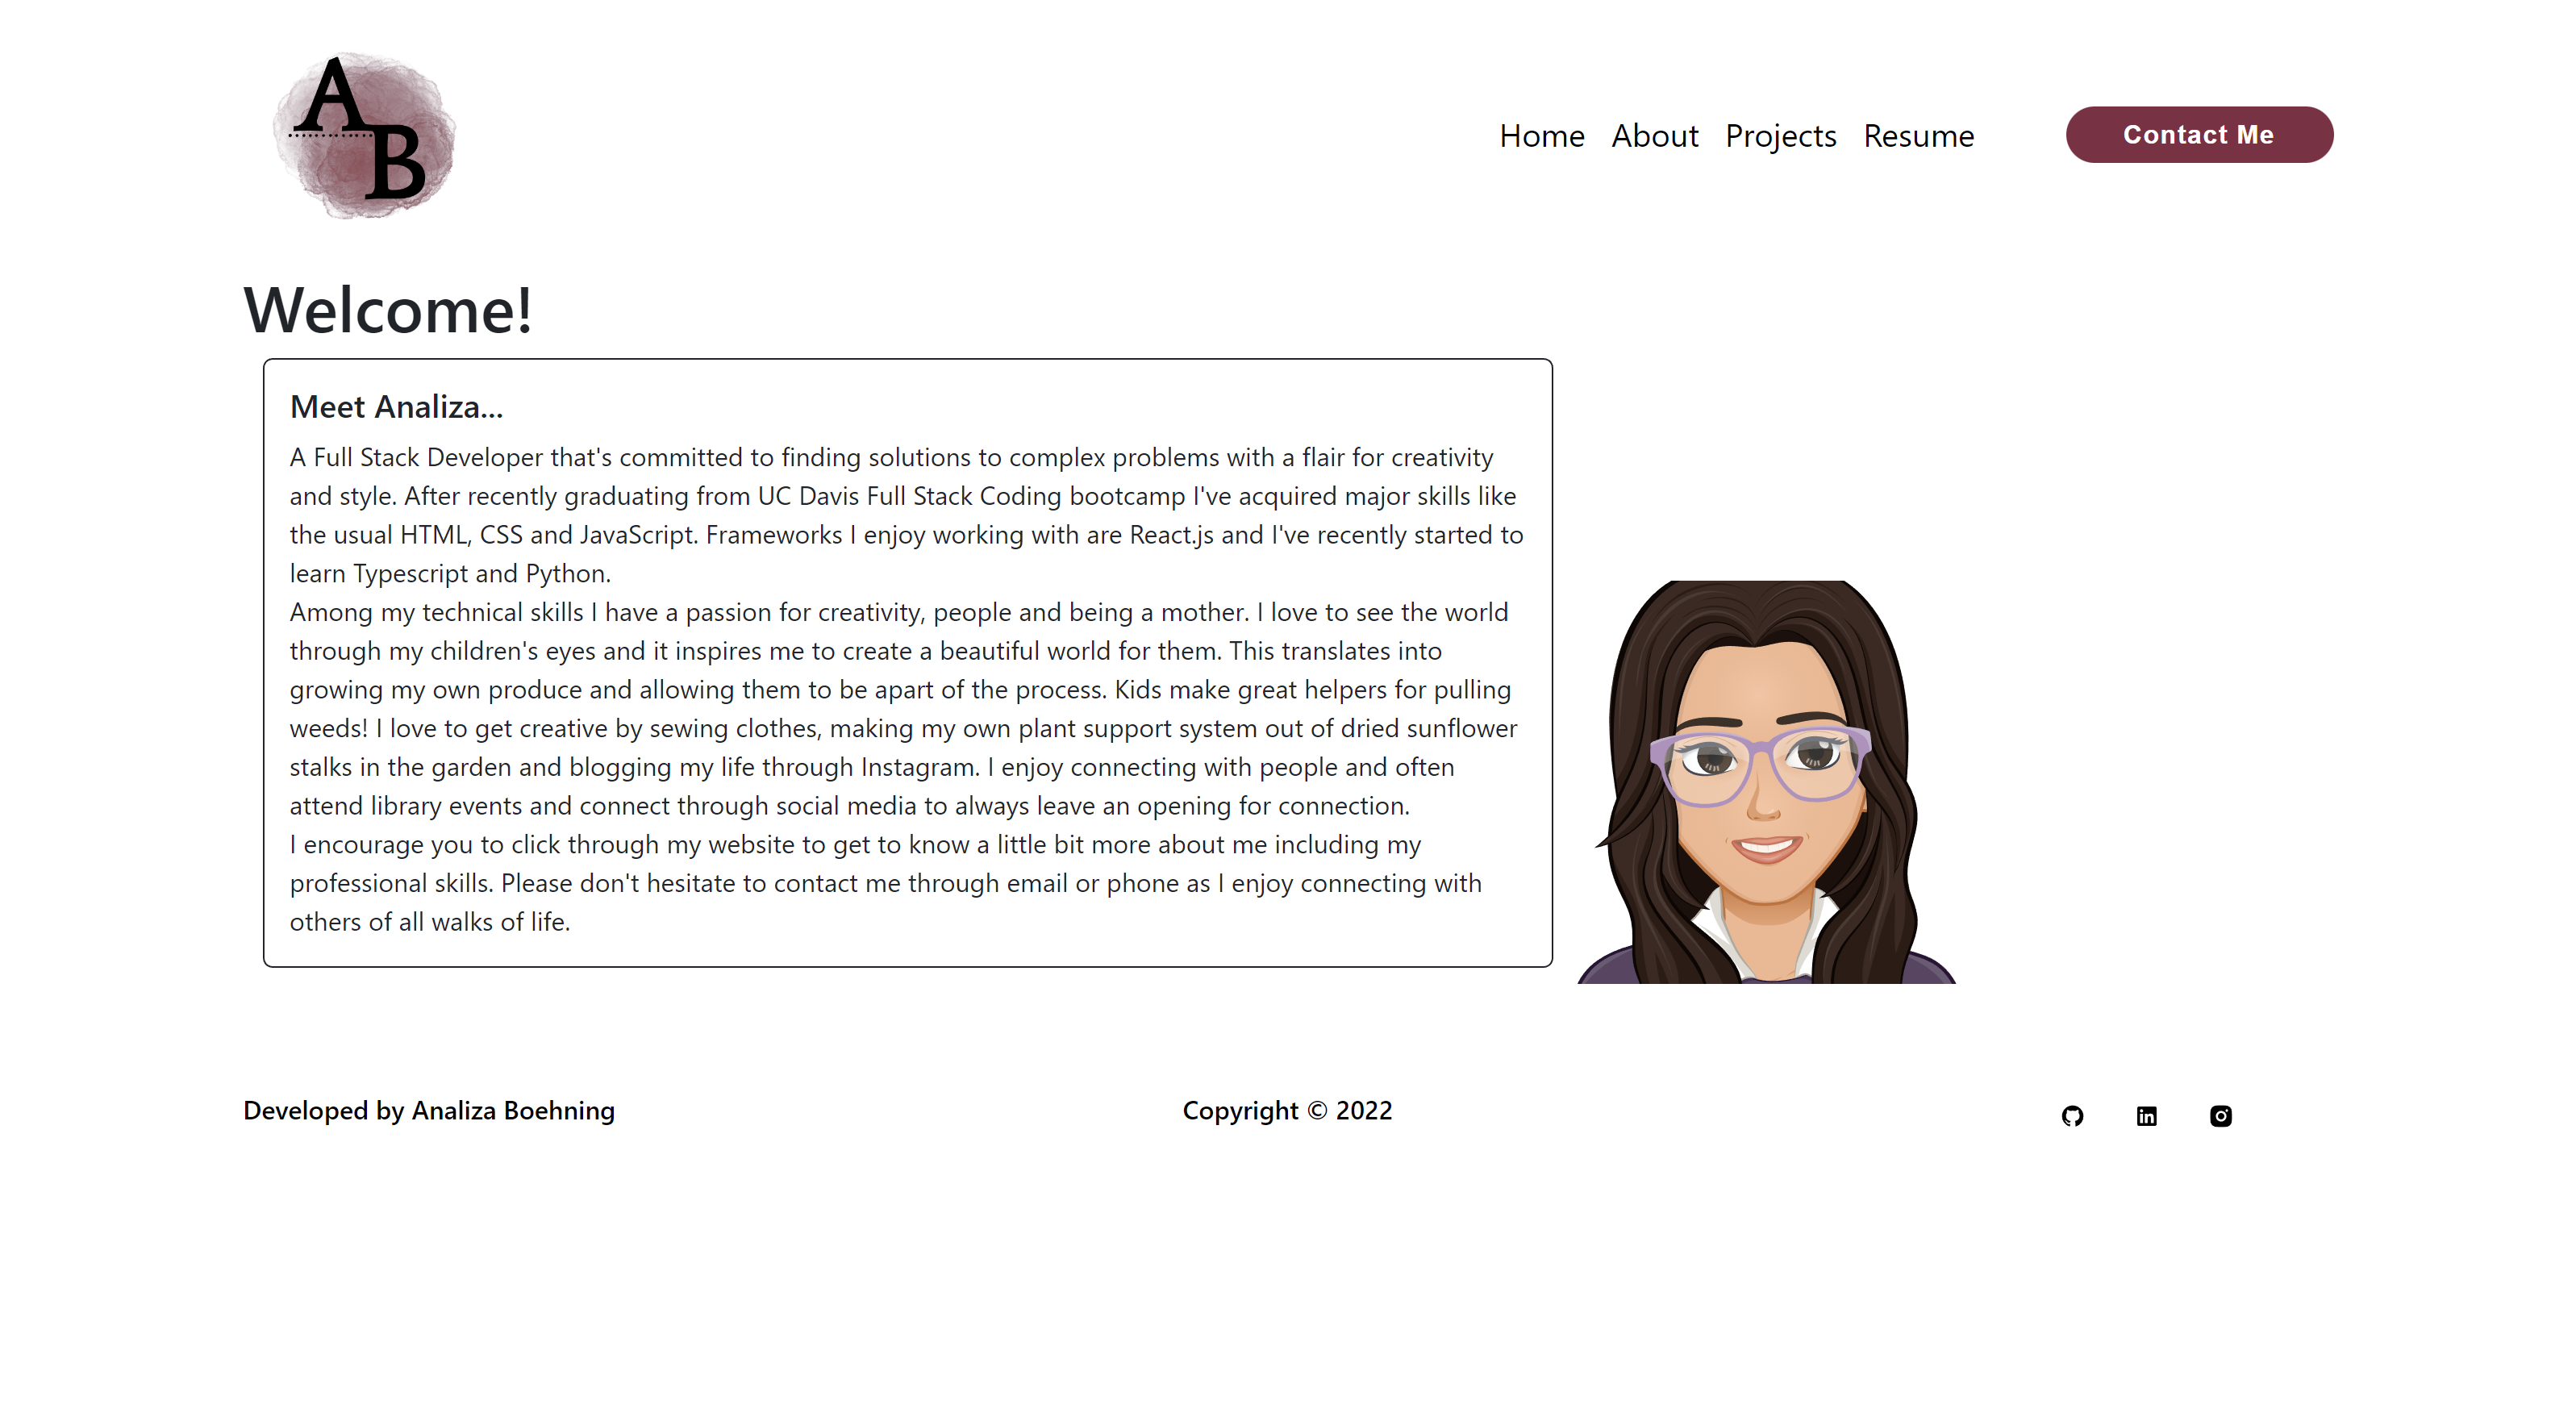 A
B
Home About Projects Resume Contact Me
Welcome!
Meet Analiza...
A Full Stack Developer that's committed to finding solutions to complex problems with a flair for creativity
and style. After recently graduating from UC Davis Full Stack Coding bootcamp I've acquired major skills like
the usual HTML, CSS and JavaScript. Frameworks I enjoy working with are React.js and I've recently started to
learn Typescript and Python.
Among my technical skills I have a passion for creativity, people and being a mother. I love to see the world
through my children's eyes and it inspires me to create a beautiful world for them. This translates into
growing my own produce and allowing them to be apart of the process. Kids make great helpers for pulling
weeds! I love to get creative by sewing clothes, making my own plant support system out of dried sunflower
stalks in the garden and blogging my life through Instagram. I enjoy connecting with people and often
attend library events and connect through social media to always leave an opening for connection.
I encourage you to click through my website to get to know a little bit more about me including my
professional skills. Please don't hesitate to contact me through email or phone as I enjoy connecting with
others of all walks of life.
Developed by Analiza Boehning
Copyright © 2022
in